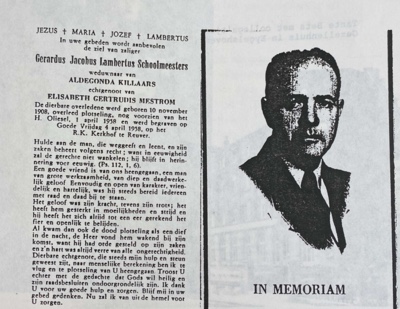 JEZUS † MARIA † JOZEF † LAMBERTUS
In uwe gebeden wordt aanbevolen
de ziel van zaliger
Gerardus Jacobus Lambertus Schoolmeesters
weduwnaar van
ALDEGONDA KILLAARS
echtgenoot van
ELISABETH GERTRUDIS MESTROM
De dierbare overledene werd geboren 10 november
1908, overleed plotseling, nog voorzien van het
H. Oliesel, 1 april 1958 en werd begraven op
Goede Vrijdag 4 april 1958, op het
R.K. Kerkhof te Reuver.
Hulde aan de man, die weggeeft en leent, en zijn
zaken beheert volgens recht; want in eeuwigheid
zal de gerechte niet wankelen; hij blijft in herin-
nering voor eeuwig. (Ps. 112, 1, 6).
Een goede vriend is van ons heengegaan, een man
van grote werkzaamheid, van diep en daadwerke-
lijk geloof. Eenvoudig en open van karakter, vrien-
delijk en hartelijk, was hij steeds bereid iedereen
met raad en daad bij te staan.
Het geloof was zijn kracht, tevens zijn trots; het
heeft hem gesterkt in moeilijkheden en strijd en
hij heeft het zich altijd tot een eer gerekend het
fier en openlijk te belijden.
Al kwam dan ook de dood plotseling als een dief
in de nacht, de Heer vond hem wakend bij zijn
komst, want hij had orde gesteld op zijn zaken
en z'n hart was altijd verre van alle ongerechtigheid.
Dierbare echtgenote, die steeds mijn hulp en steun
geweest zijt, naar menselijke berekening ben ik te
vlug en te plotseling van U heengegaan Troost U
echter met de gedachte dat Gods wil heilig en
zijn raadsbesluiten ondoorgrondelijk zijn. Ik dank
U voor uw goede hulp en zorgen. Blijf mij in uw
gebed gedenken. Nu zal ik van uit de hemel voor
U zorgen.
IN MEMORIAM